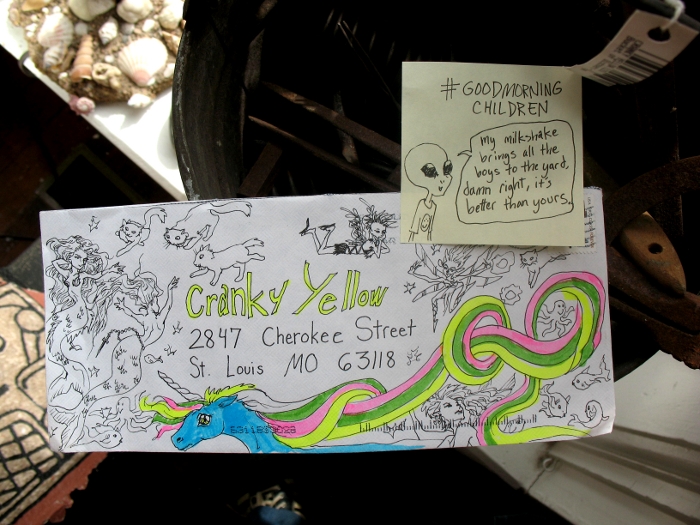 #GOODMORNING
CHILDREN
my milkshake
brings all the
boys to the yard,
damn right, it's
better than yours.
Cranky Yellow
2847 Cherokee Street
St. Louis MO 63118